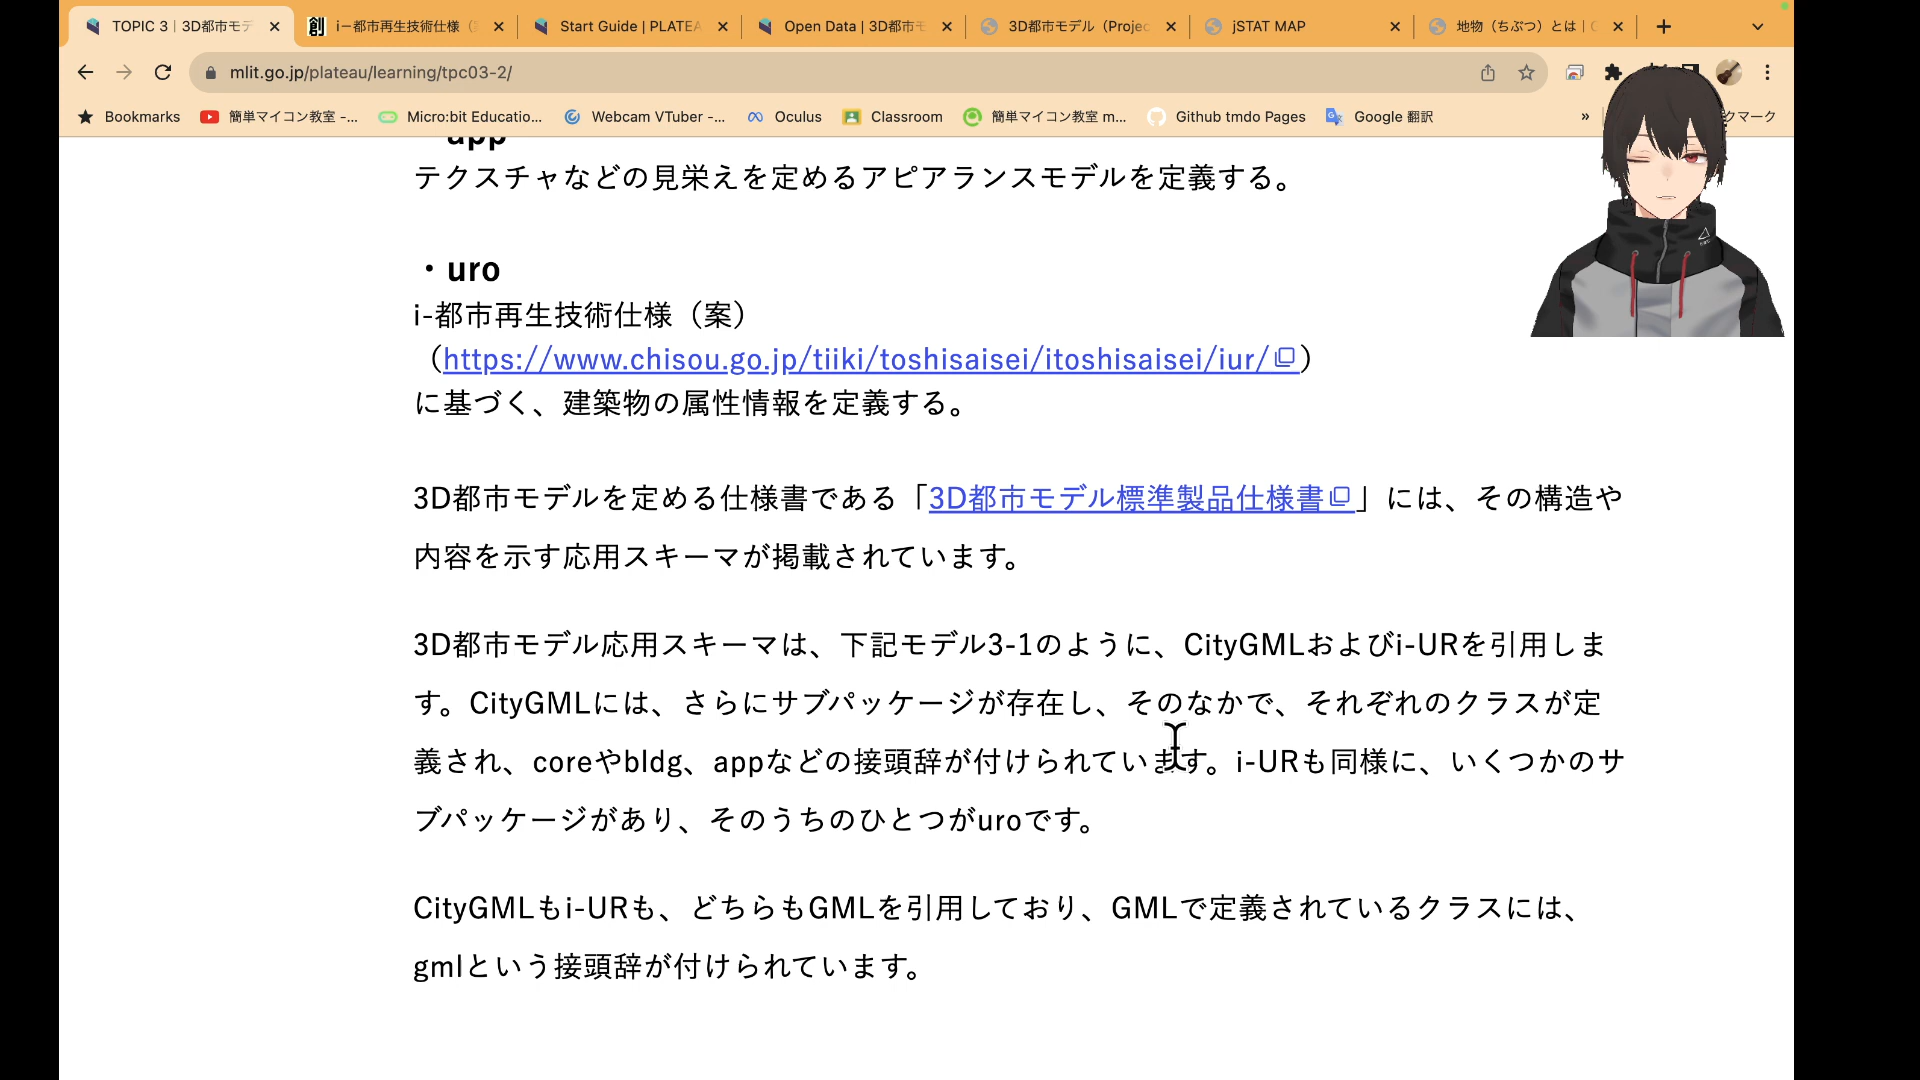 TOPIC 3 | 3D都市モデ
i－都市再生技術仕様（案
Start Guide | PLATEA
Open Data | 3D都市モ
3D都市モデル（Projec
jSTAT MAP
地物（ちぶつ）とは | G
mlit.go.jp/plateau/learning/tpc03-2/
Bookmarks
簡単マイコン教室 -...
Micro:bit Educatio...
Webcam VTuber -...
Oculus
Classroom
簡単マイコン教室 m...
Github tmdo Pages
Google 翻訳
»
クマーク
app
テクスチャなどの見栄えを定めるアピアランスモデルを定義する。
・uro
i-都市再生技術仕様（案）
（https://www.chisou.go.jp/tiiki/toshisaisei/itoshisaisei/iur/）
に基づく、建築物の属性情報を定義する。
3D都市モデルを定める仕様書である「3D都市モデル標準製品仕様書」には、その構造や
内容を示す応用スキーマが掲載されています。
3D都市モデル応用スキーマは、下記モデル3-1のように、CityGMLおよびi-URを引用しま
す。CityGMLには、さらにサブパッケージが存在し、そのなかで、それぞれのクラスが定
義され、coreやbldg、appなどの接頭辞が付けられています。i-URも同様に、いくつかのサ
ブパッケージがあり、そのうちのひとつがuroです。
CityGMLもi-URも、どちらもGMLを引用しており、GMLで定義されているクラスには、
gmlという接頭辞が付けられています。